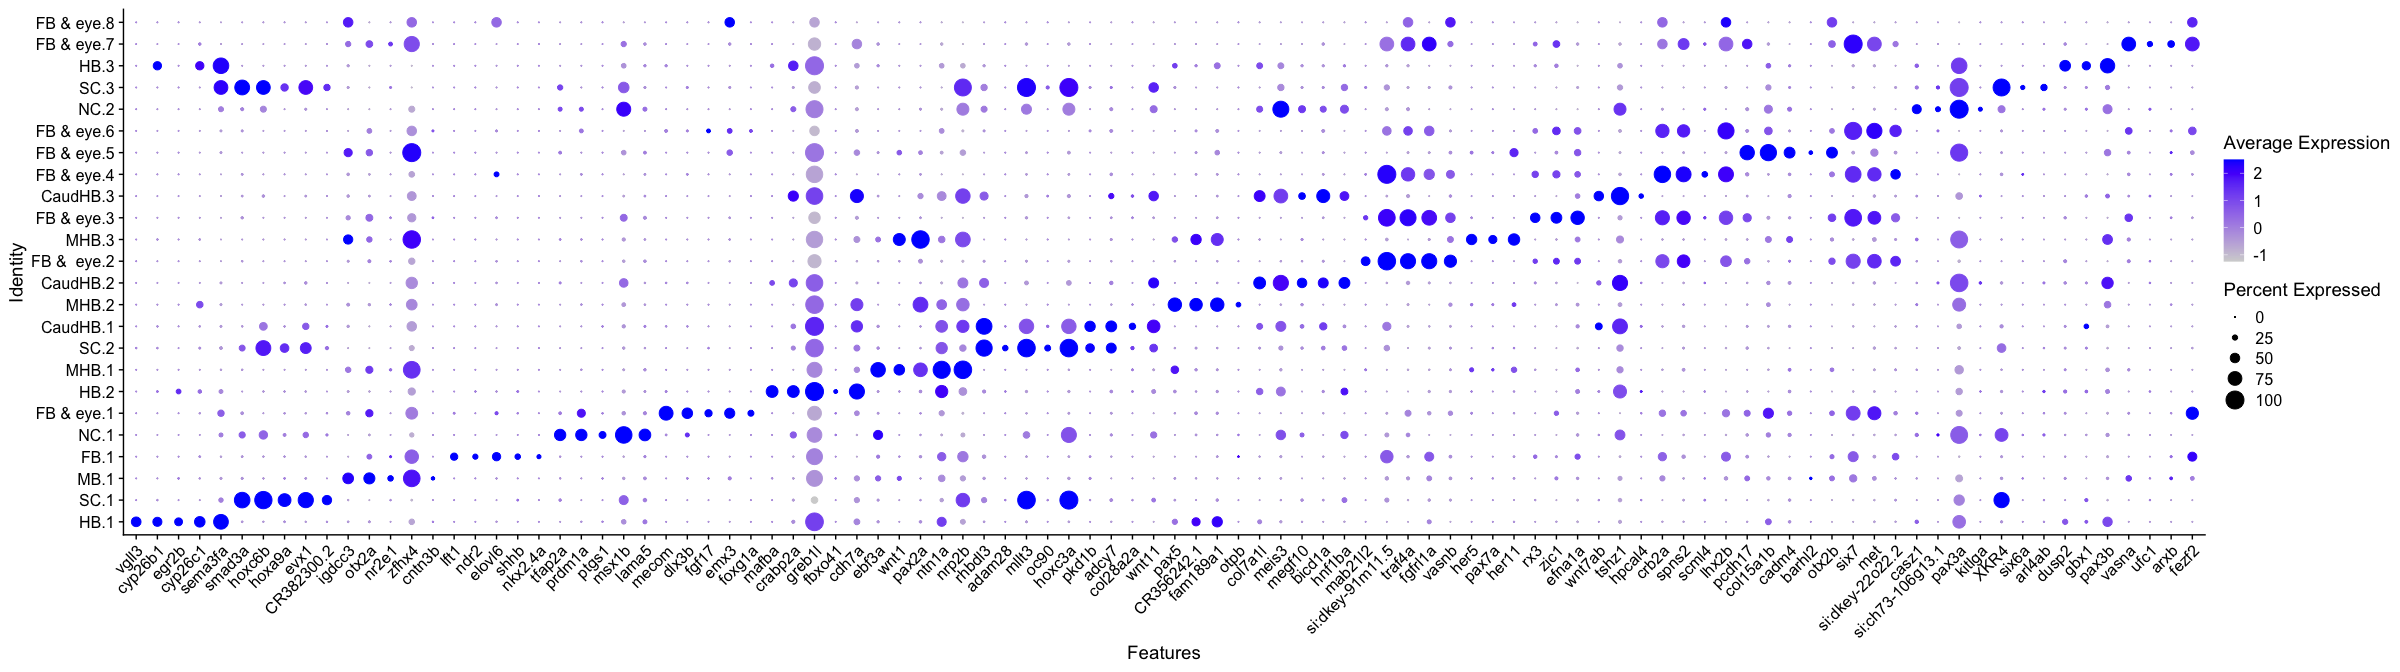 FB & eye.8
FB & eye.7
HB.3
SC.3
NC.2
FB & eye.6
FB & eye.5
FB & eye.4
CaudHB.3
FB & eye.3
MHB.3
FB &  eye.2
CaudHB.2
MHB.2
CaudHB.1
SC.2
MHB.1
HB.2
FB & eye.1
NC.1
FB.1
MB.1
SC.1
HB.1
Identity
vgll3
cyp26b1
egr2b
cyp26c1
sema3fa
smad3a
hoxc6b
hoxa9a
evx1
CR382300.2
igdcc3
otx2a
nr2e1
zfhx4
cntn3b
lft1
ndr2
elovl6
shhb
nkx2.4a
tfap2a
prdm1a
ptgs1
msx1b
lama5
mecom
dlx3b
fgf17
emx3
foxg1a
mafba
crabp2a
greb1l
fbxo41
cdh7a
ebf3a
wnt1
pax2a
ntn1a
nrp2b
rhbdl3
adam28
mllt3
oc90
hoxc3a
pkd1b
adcy7
col28a2a
wnt11
pax5
CR356242.1
fam189a1
otpb
col7a1l
meis3
megf10
bicd1a
hnf1ba
mab21l2
si:dkey-91m11.5
traf4a
fgfrl1a
vasnb
her5
pax7a
her11
rx3
zic1
efna1a
wnt7ab
tshz1
hpcal4
crb2a
spns2
scml4
lhx2b
pcdh17
col15a1b
cadm4
barhl2
otx2b
six7
met
si:dkey-22o22.2
casz1
si:ch73-106g13.1
pax3a
kitlga
XKR4
six6a
arl4ab
dusp2
gbx1
pax3b
vasna
ufc1
arxb
fezf2
Features
Average Expression
2
1
0
-1
Percent Expressed
0
25
50
75
100